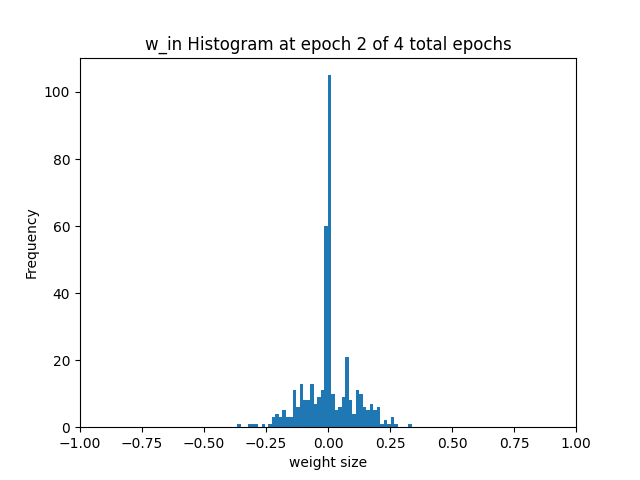 w_in Histogram at epoch 2 of 4 total epochs
Frequency
100
80
60
40
20
0
−1.00 −0.75 −0.50 −0.25 0.00 0.25 0.50 0.75 1.00
weight size